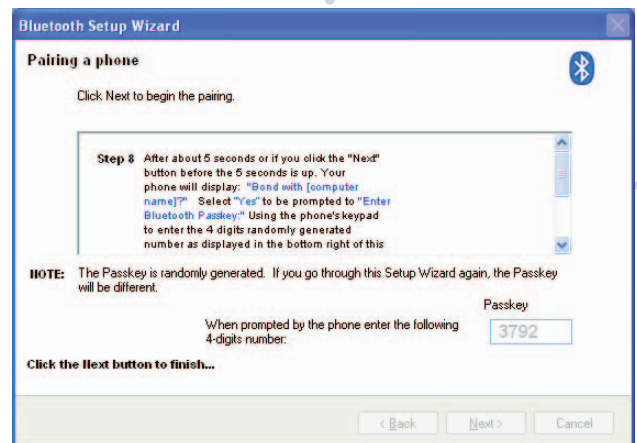 Bluetooth Setup Wizard
Pairing a phone
Click Next to begin the pairing.
Step 8 After about 5 seconds or if you click the "Next"
button before the 5 seconds is up. Your
phone will display: "Bond with [computer
name]?" Select "Yes" to be prompted to "Enter
Bluetooth Passkey:" Using the phone's keypad
to enter the 4 digits randomly generated
number as displayed in the bottom right of this
NOTE: The Passkey is randomly generated. If you go through this Setup Wizard again, the Passkey
will be different.
Passkey
When prompted by the phone enter the following
4-digits number:
3792
Click the Next button to finish...
< Back Next > Cancel